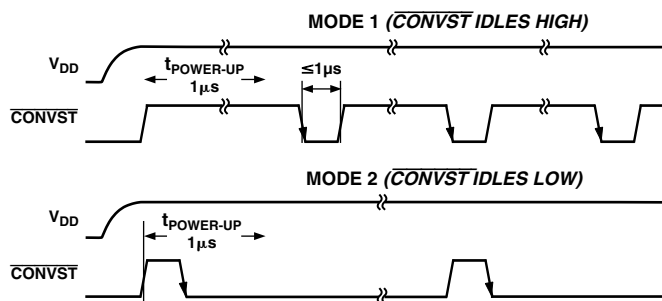 MODE 1 (CONVST IDLES HIGH)
VDD
tPOWER-UP
1µs
≤1µs
CONVST
MODE 2 (CONVST IDLES LOW)
VDD
tPOWER-UP
1µs
CONVST